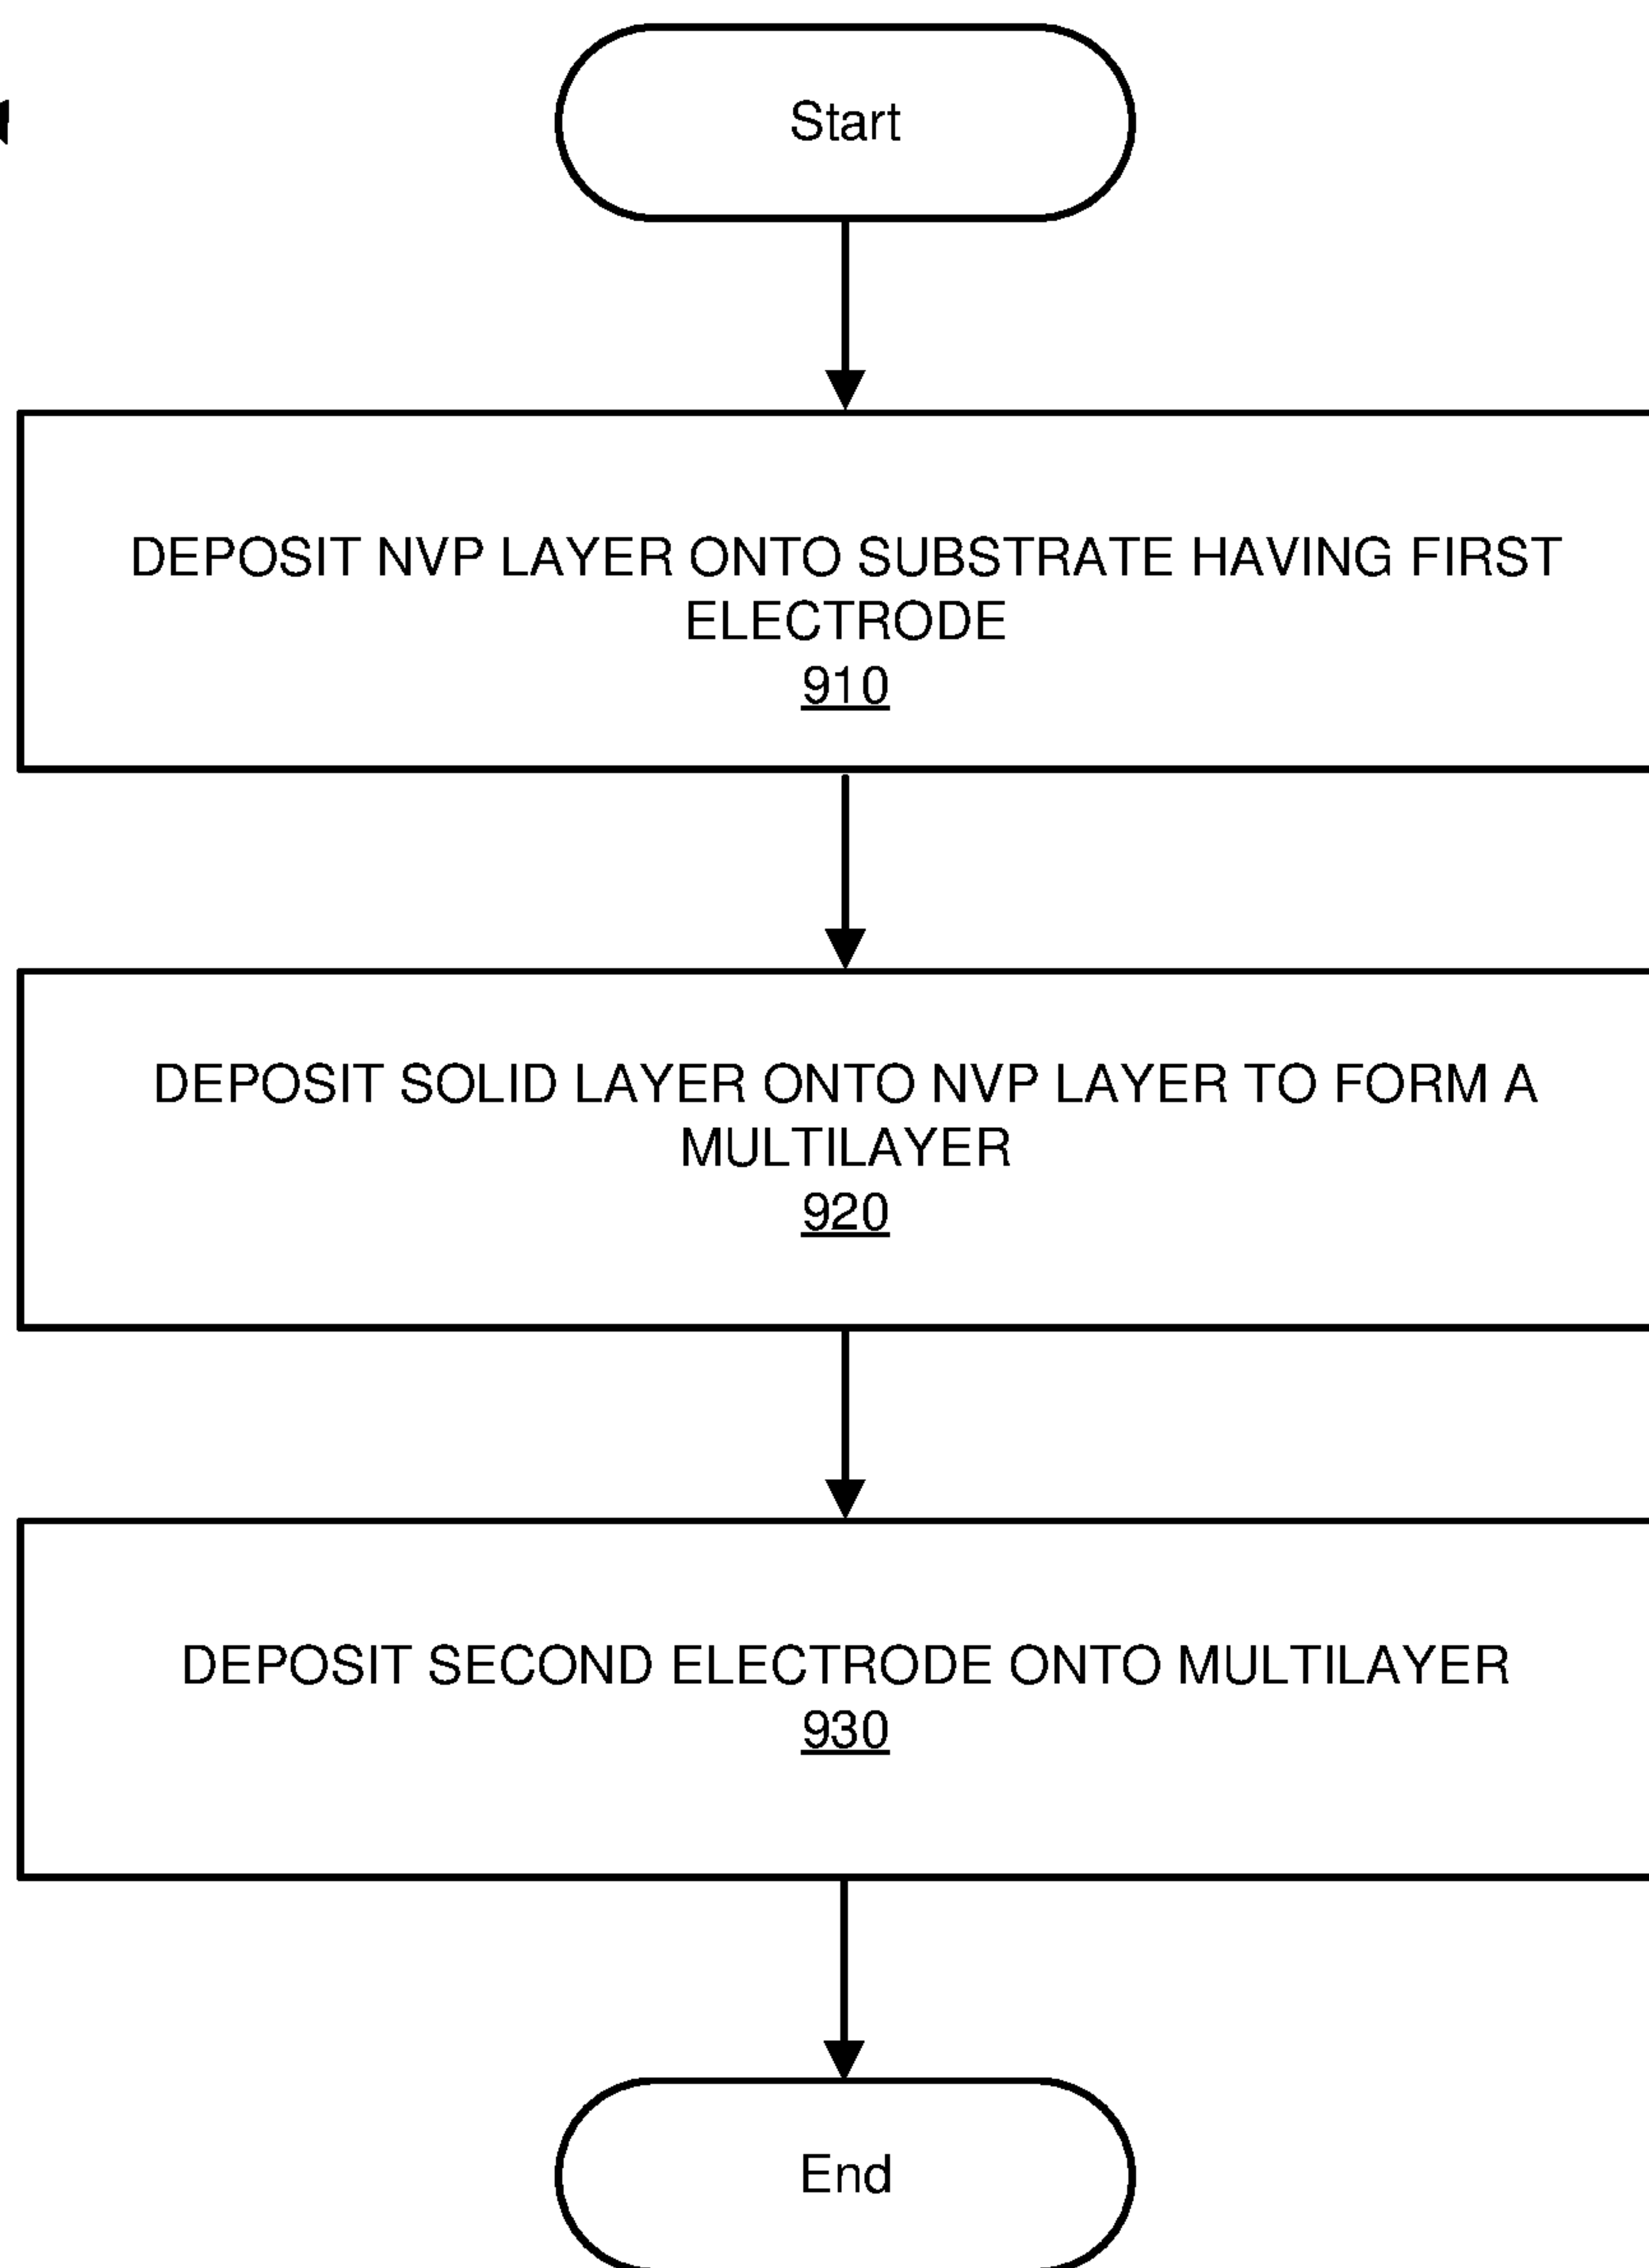 Start
DEPOSIT NVP LAYER ONTO SUBSTRATE HAVING FIRST
ELECTRODE
910
DEPOSIT SOLID LAYER ONTO NVP LAYER TO FORM A
MULTILAYER
920
DEPOSIT SECOND ELECTRODE ONTO MULTILAYER
930
End